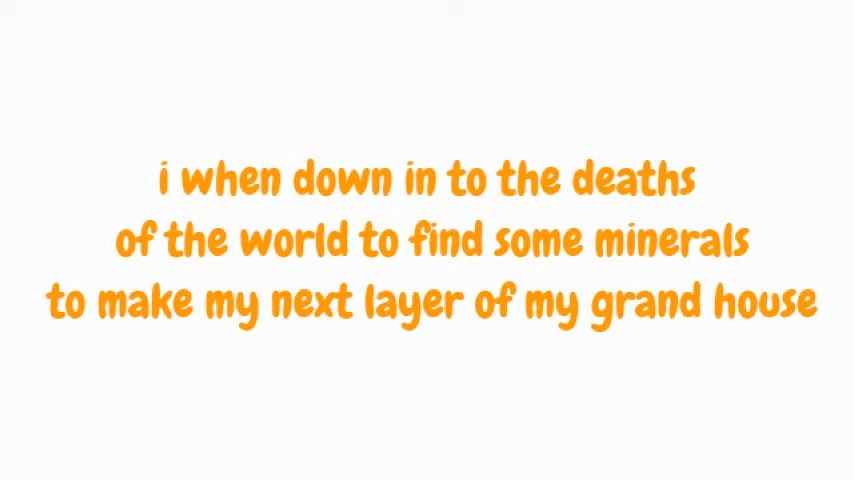 i when down in to the deaths
of the world to find some minerals
to make my next layer of my grand house